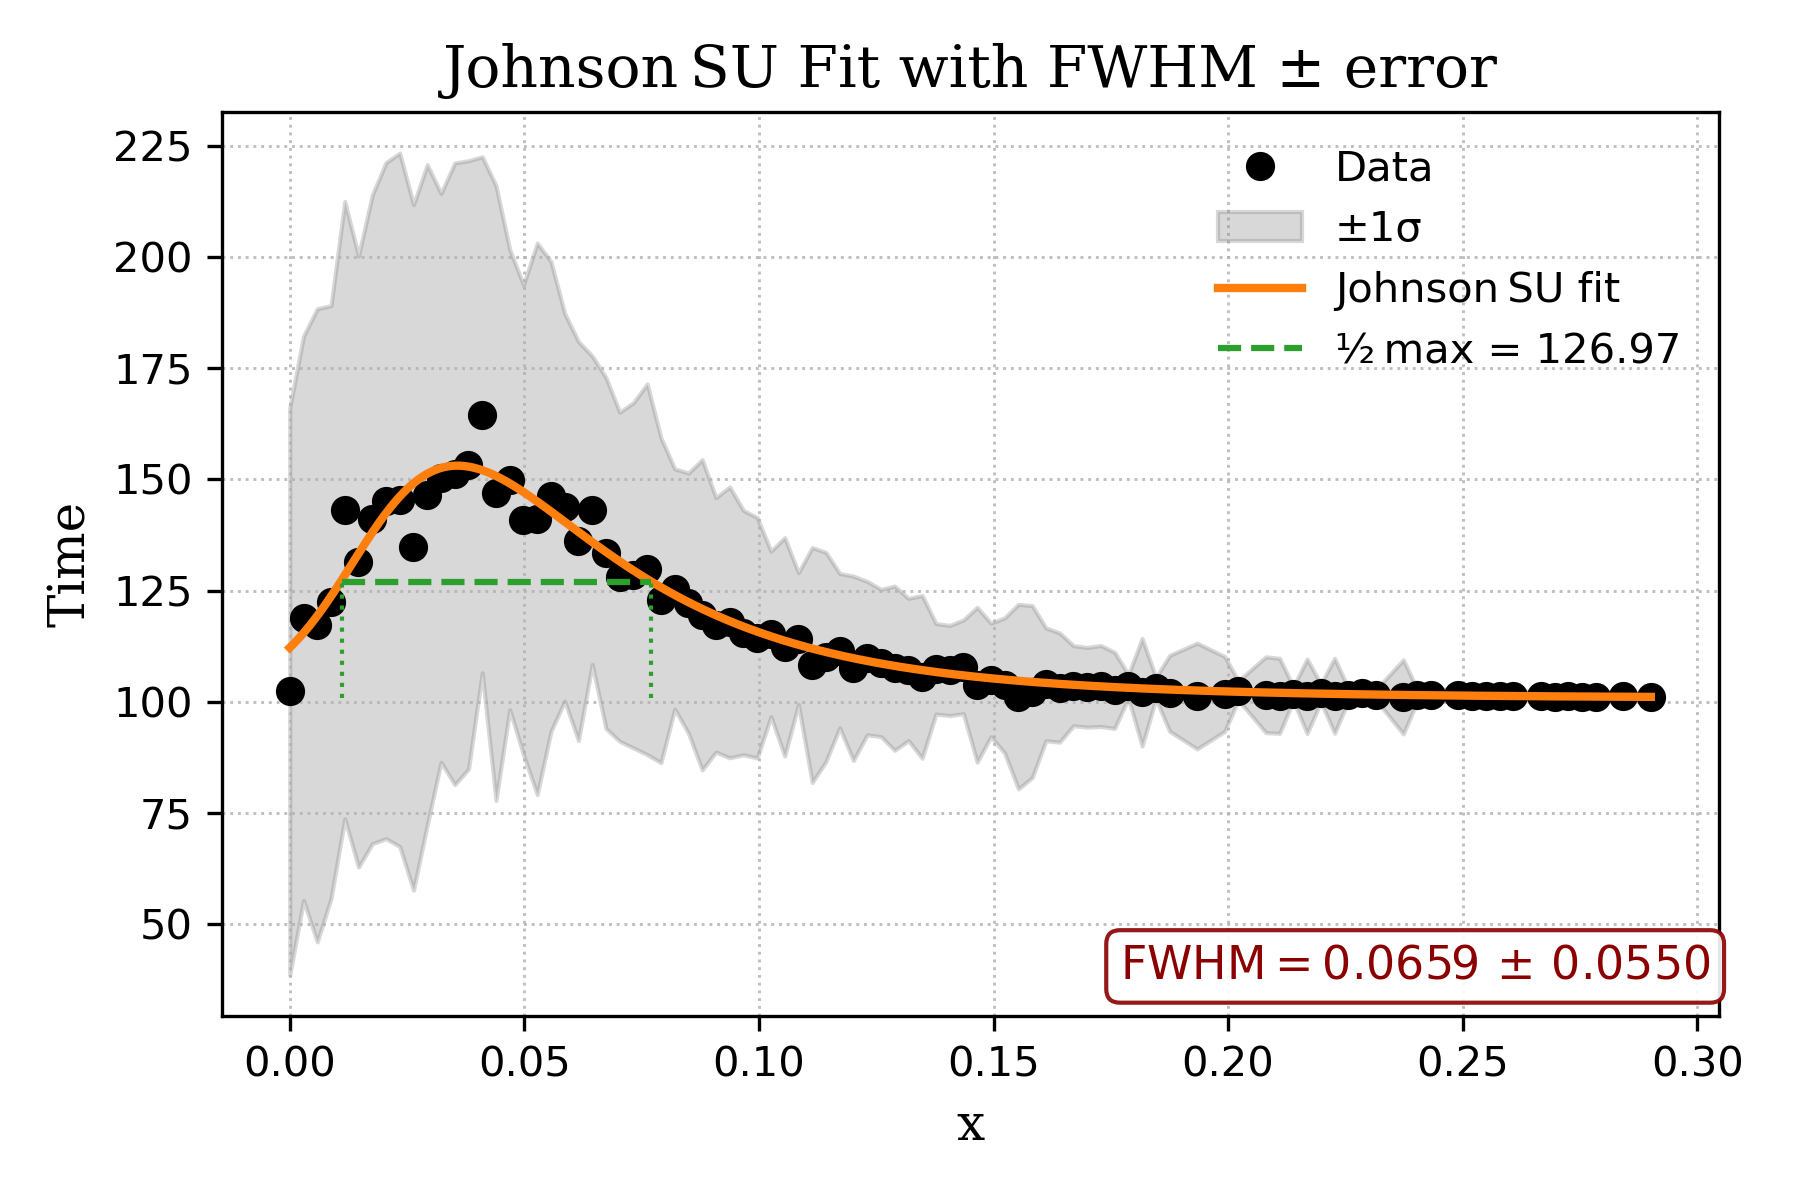 Johnson SU Fit with FWHM ± error
225
200
175
150
125
100
75
50
Time
Data
±1σ
Johnson SU fit
½ max = 126.97
FWHM = 0.0659 ± 0.0550
0.00 0.05 0.10 0.15 0.20 0.25 0.30
x